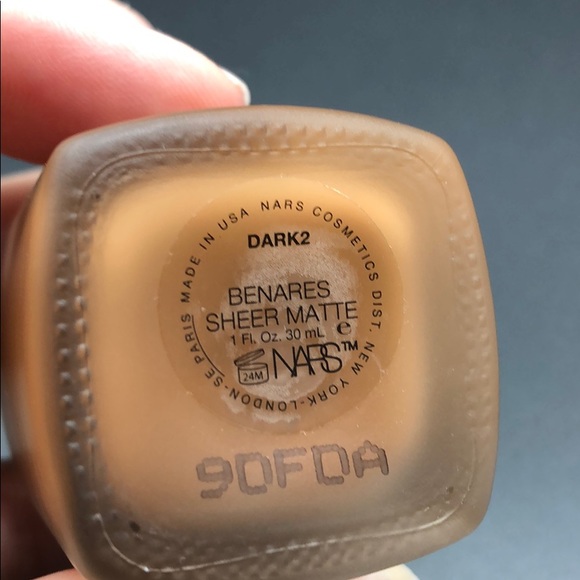 MADE IN USA NARS COSMETICS DIST. NEW YORK-LONDON-SE PARIS
DARK2
BENARES
SHEER MATTE
1 Fl. Oz. 30 mL e
24M NARS™
9DFDA